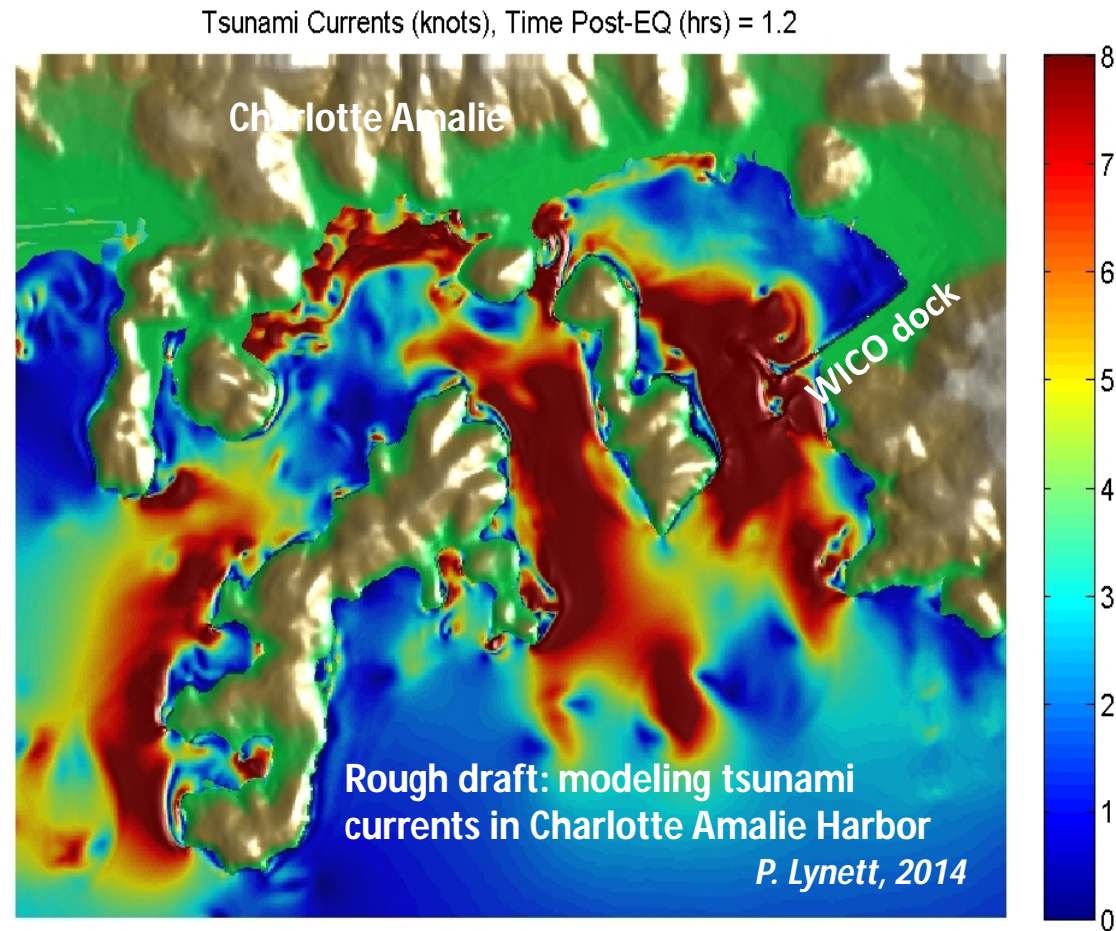 Tsunami Currents (knots), Time Post-EQ (hrs) = 1.2
Charlotte Amalie
WICO dock
Rough draft: modeling tsunami
currents in Charlotte Amalie Harbor
P. Lynett, 2014
8
7
6
5
4
3
2
1
0